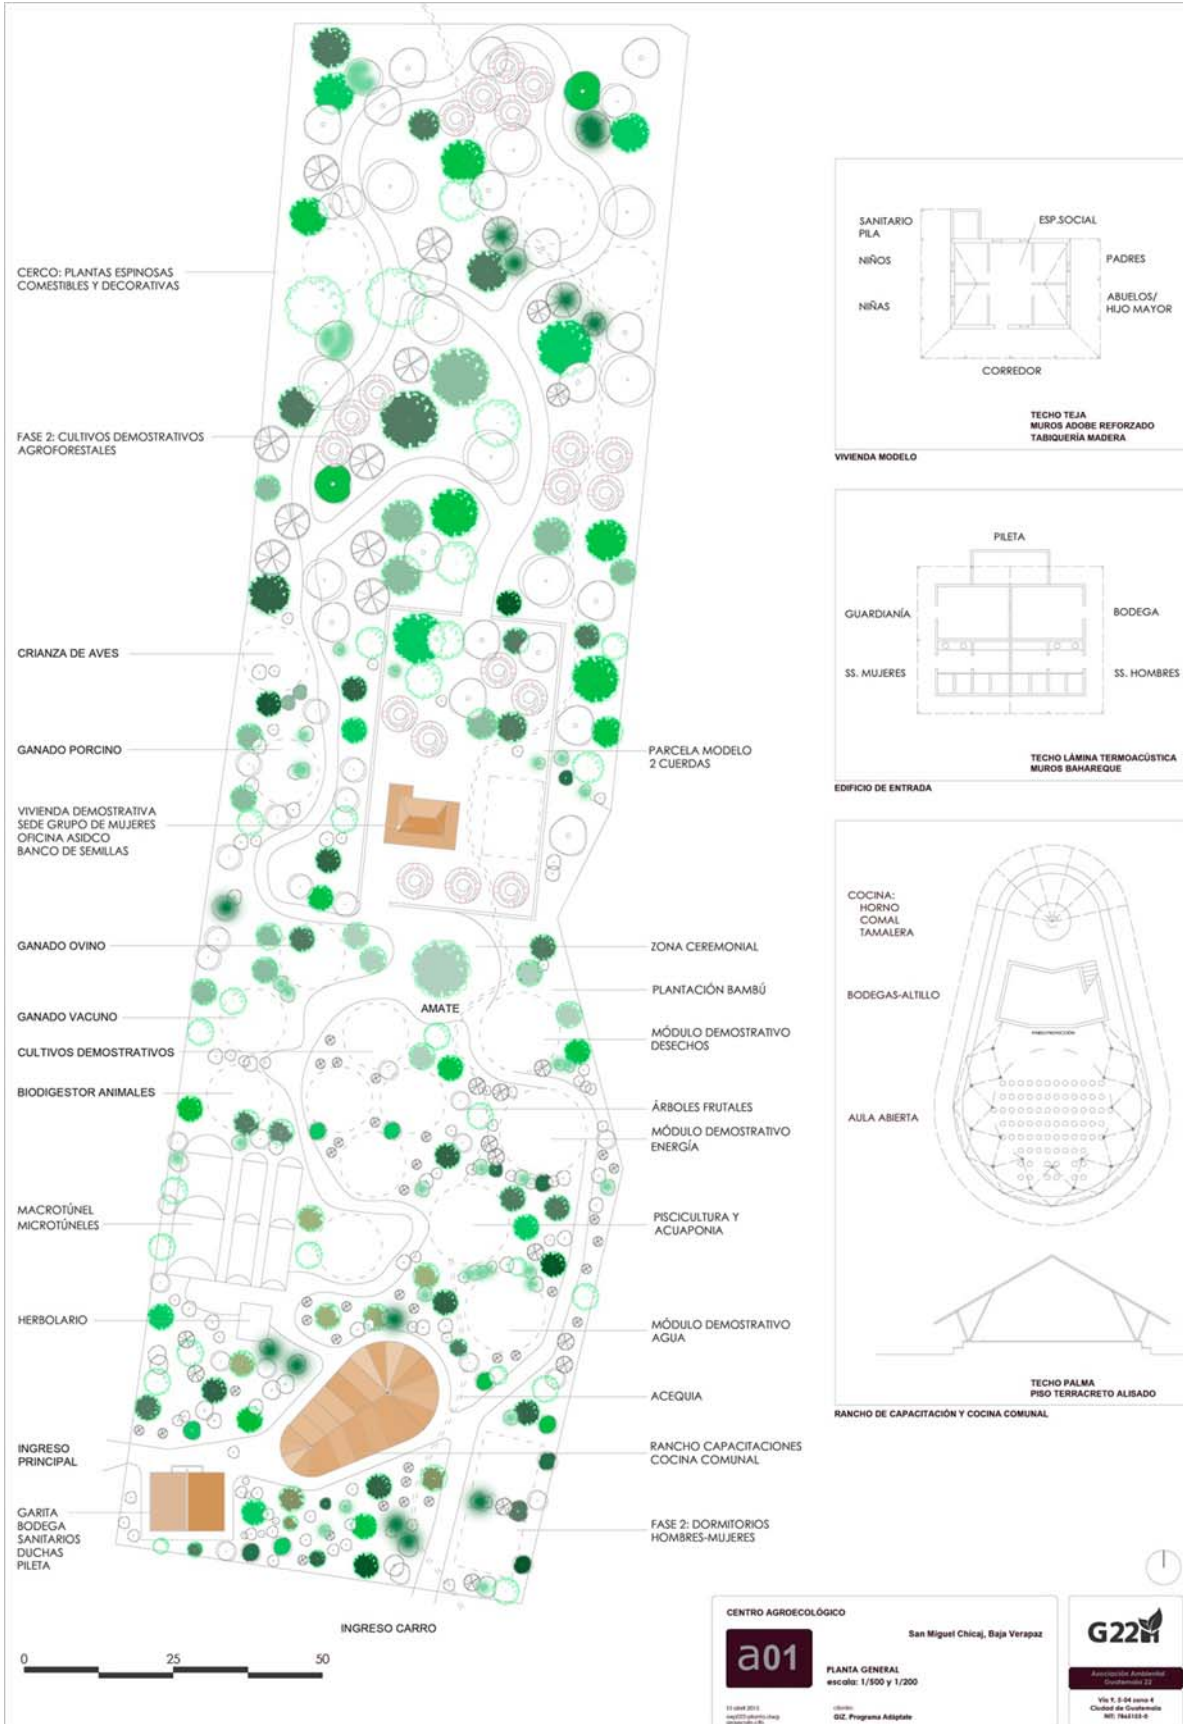 CERCO: PLANTAS ESPINOSAS
COMESTIBLES Y DECORATIVAS
FASE 2: CULTIVOS DEMOSTRATIVOS
AGROFORESTALES
CRIANZA DE AVES
GANADO PORCINO
VIVIENDA DEMOSTRATIVA
SEDE GRUPO DE MUJERES
OFICINA ASIDCO
BANCO DE SEMILLAS
GANADO OVINO
GANADO VACUNO
CULTIVOS DEMOSTRATIVOS
BIODIGESTOR ANIMALES
MACROTÚNEL
MICROTÚNELES
HERBOLARIO
INGRESO
PRINCIPAL
GARITA
BODEGA
SANITARIOS
DUCHAS
PILETA
AMATE
PARCELA MODELO
2 CUERDAS
ZONA CEREMONIAL
PLANTACIÓN BAMBÚ
MÓDULO DEMOSTRATIVO
DESECHOS
ÁRBOLES FRUTALES
MÓDULO DEMOSTRATIVO
ENERGÍA
PISCICULTURA Y
ACUAPONIA
MÓDULO DEMOSTRATIVO
AGUA
ACEQUIA
RANCHO CAPACITACIONES
COCINA COMUNAL
FASE 2: DORMITORIOS
HOMBRES-MUJERES
INGRESO CARRO
0 25 50
SANITARIO
PILA
NIÑOS
NIÑAS
ESP.SOCIAL
PADRES
ABUELOS/
HIJO MAYOR
CORREDOR
TECHO TEJA
MUROS ADOBE REFORZADO
TABIQUERÍA MADERA
VIVIENDA MODELO
PILETA
GUARDIANÍA
BODEGA
SS. MUJERES
SS. HOMBRES
TECHO LÁMINA TERMOACÚSTICA
MUROS BAHAREQUE
EDIFICIO DE ENTRADA
COCINA:
HORNO
COMAL
TAMALERA
BODEGAS-ALTILLO
AULA ABIERTA
TECHO PALMA
PISO TERRACRETO ALISADO
RANCHO DE CAPACITACIÓN Y COCINA COMUNAL
CENTRO AGROECOLÓGICO
San Miguel Chicaj, Baja Verapaz
a01
PLANTA GENERAL
escala: 1/500 y 1/200
GIZ. Programa Adáptate
G22
Asociación Ambiental
Guatemala 22
Ciudad de Guatemala